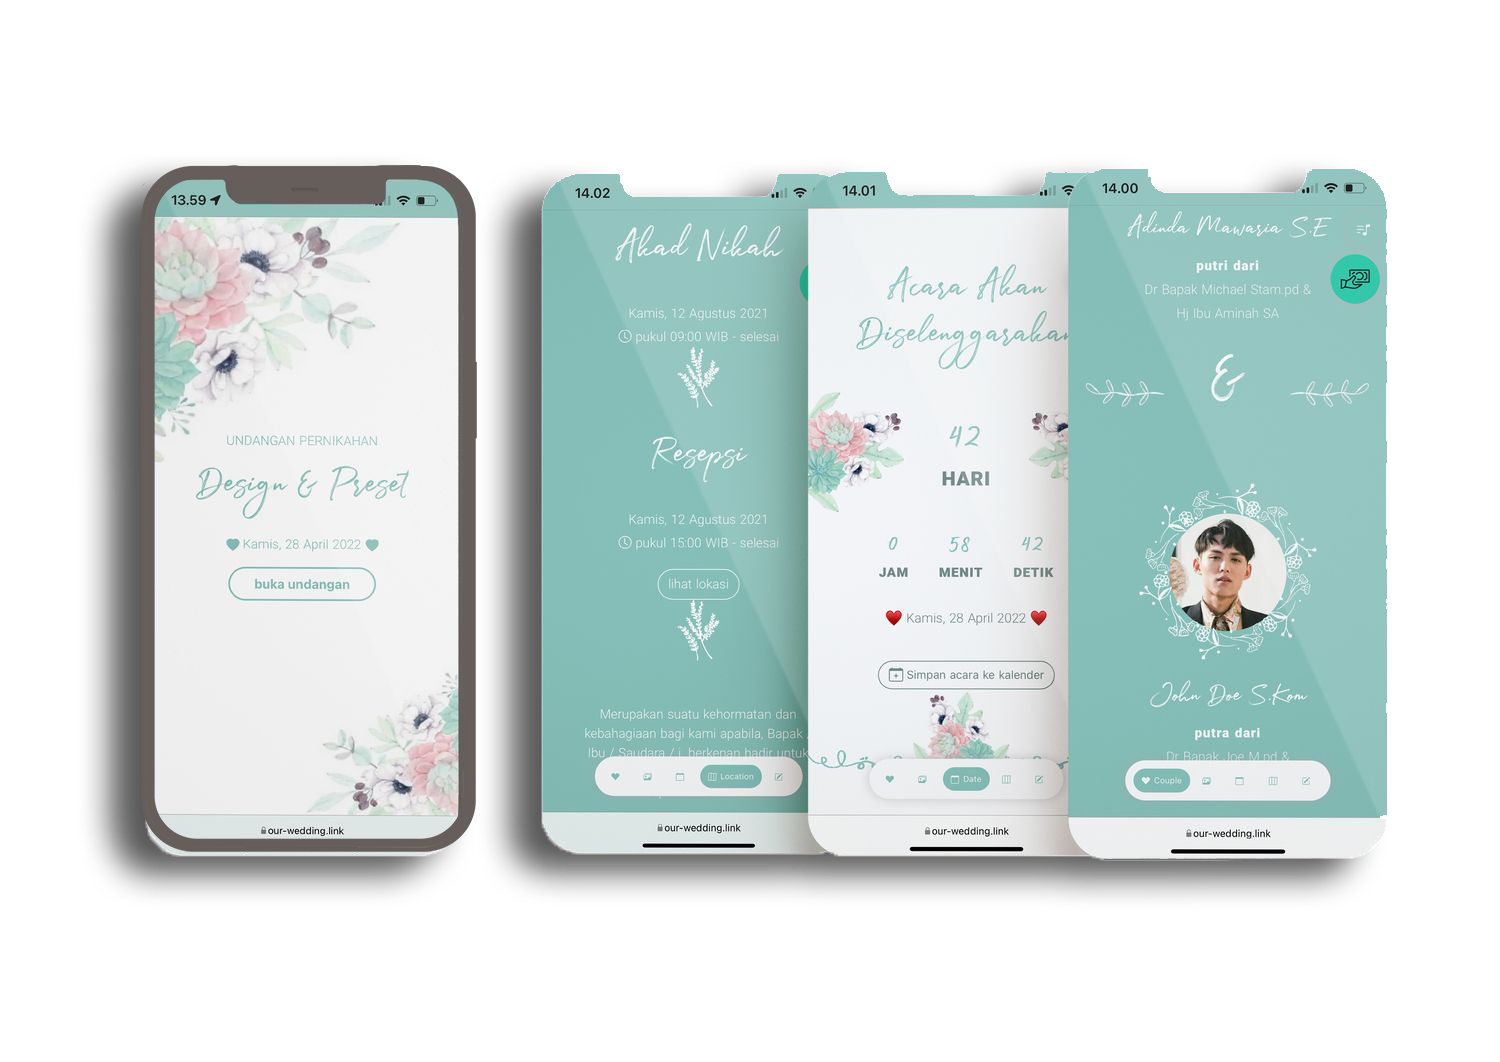 13.59
UNDANGAN PERNIKAHAN
Design & Preset
Kamis, 28 April 2022
buka undangan
our-wedding.link
14.02
Akad Nikah
Kamis, 12 Agustus 2021
pukul 09:00 WIB - selesai
Resepsi
Kamis, 12 Agustus 2021
pukul 15:00 WIB - selesai
lihat lokasi
Merupakan suatu kehormatan dan
kebahagiaan bagi kami apabila, Bapak /
Ibu / Saudara / i, berkenan hadir untuk
Location
our-wedding.link
14.01
Acara Akan
Diselenggarakan
42
HARI
0 58 42
JAM MENIT DETIK
Kamis, 28 April 2022
Simpan acara ke kalender
Date
our-wedding.link
14.00
Adinda Mawaria S.E
putri dari
Dr Bapak Michael Stam.pd &
Hj Ibu Aminah SA
&
John Doe S.Kom
putra dari
Dr Bapak Joe M.pd &
Couple
our-wedding.link